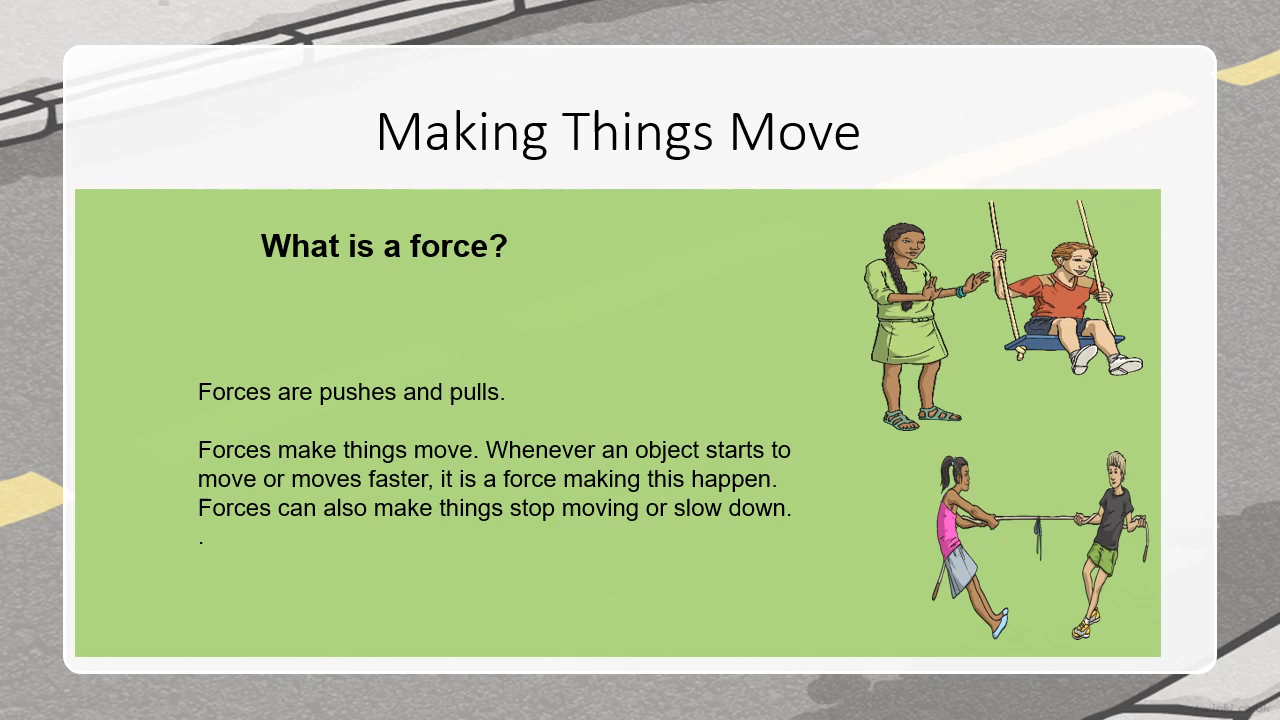 Making Things Move
What is a force?
Forces are pushes and pulls.
Forces make things move. Whenever an object starts to
move or moves faster, it is a force making this happen.
Forces can also make things stop moving or slow down.
.